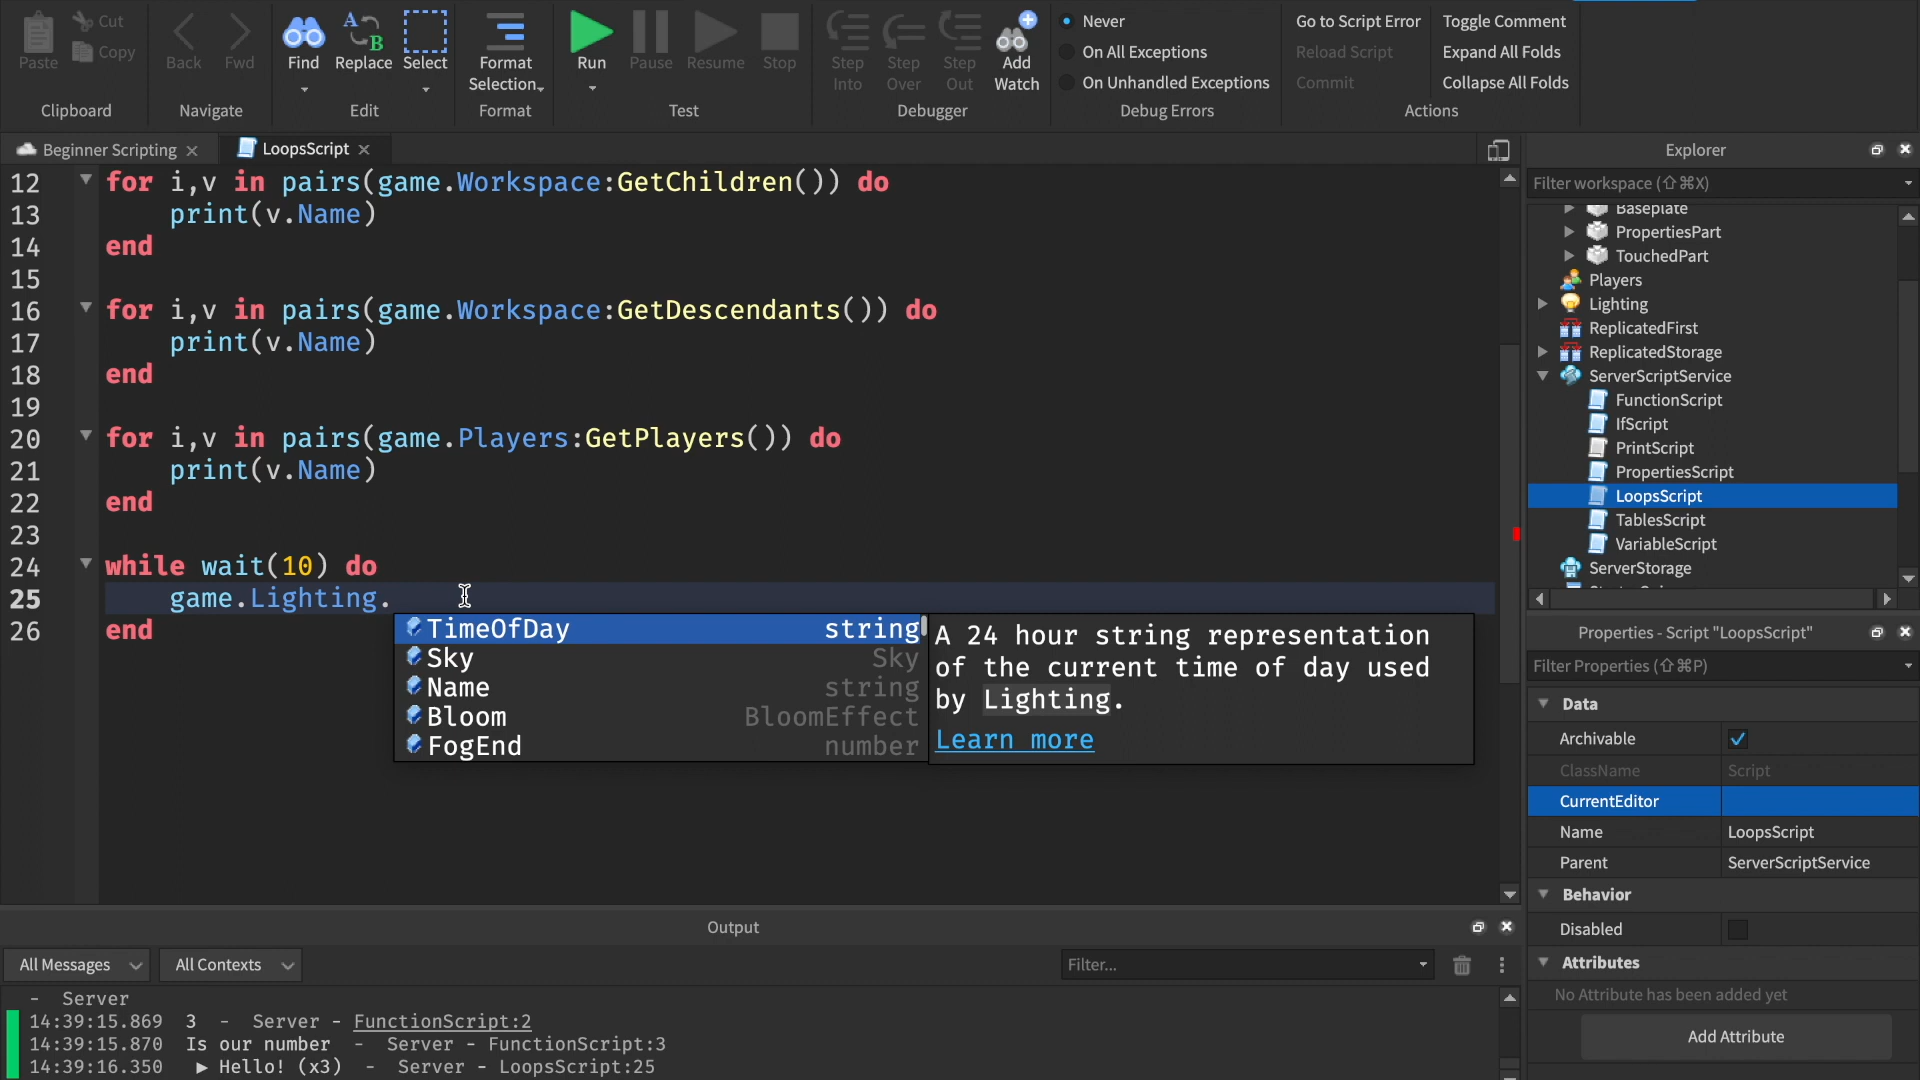 Paste
Cut
Copy
Clipboard
Back
Fwd
Navigate
Find
Replace
Select
Edit
Format
Selection
Format
Run
Pause
Resume
Stop
Test
Step
Into
Step
Over
Step
Out
Add
Watch
Debugger
Never
On All Exceptions
On Unhandled Exceptions
Debug Errors
Go to Script Error
Reload Script
Commit
Toggle Comment
Expand All Folds
Collapse All Folds
Actions
Beginner Scripting
LoopsScript
12 for i,v in pairs(game.Workspace:GetChildren()) do
13 print(v.Name)
14 end
15
16 for i,v in pairs(game.Workspace:GetDescendants()) do
17 print(v.Name)
18 end
19
20 for i,v in pairs(game.Players:GetPlayers()) do
21 print(v.Name)
22 end
23
24 while wait(10) do
25 game.Lighting.
26 end
TimeOfDay string
Sky Sky
Name string
Bloom BloomEffect
FogEnd number
A 24 hour string representation
of the current time of day used
by Lighting.
Learn more
Explorer
Filter workspace (⇧⌘X)
Baseplate
PropertiesPart
TouchedPart
Players
Lighting
ReplicatedFirst
ReplicatedStorage
ServerScriptService
FunctionScript
IfScript
PrintScript
PropertiesScript
LoopsScript
TablesScript
VariableScript
ServerStorage
Properties - Script "LoopsScript"
Filter Properties (⇧⌘P)
Data
Archivable
ClassName Script
CurrentEditor
Name LoopsScript
Parent ServerScriptService
Behavior
Disabled
Attributes
No Attribute has been added yet
Add Attribute
Output
All Messages
All Contexts
Filter...
- Server
14:39:15.869 3 - Server - FunctionScript:2
14:39:15.870 Is our number - Server - FunctionScript:3
14:39:16.350 ▶ Hello! (x3) - Server - LoopsScript:25